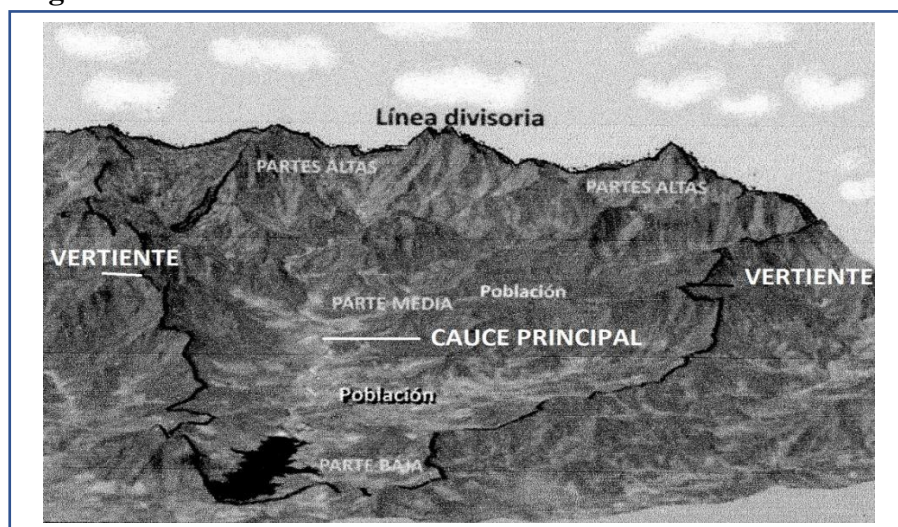 Línea divisoria
PARTES ALTAS
PARTES ALTAS
VERTIENTE
VERTIENTE
PARTE MEDIA
Población
CAUCE PRINCIPAL
Población
PARTE BAJA